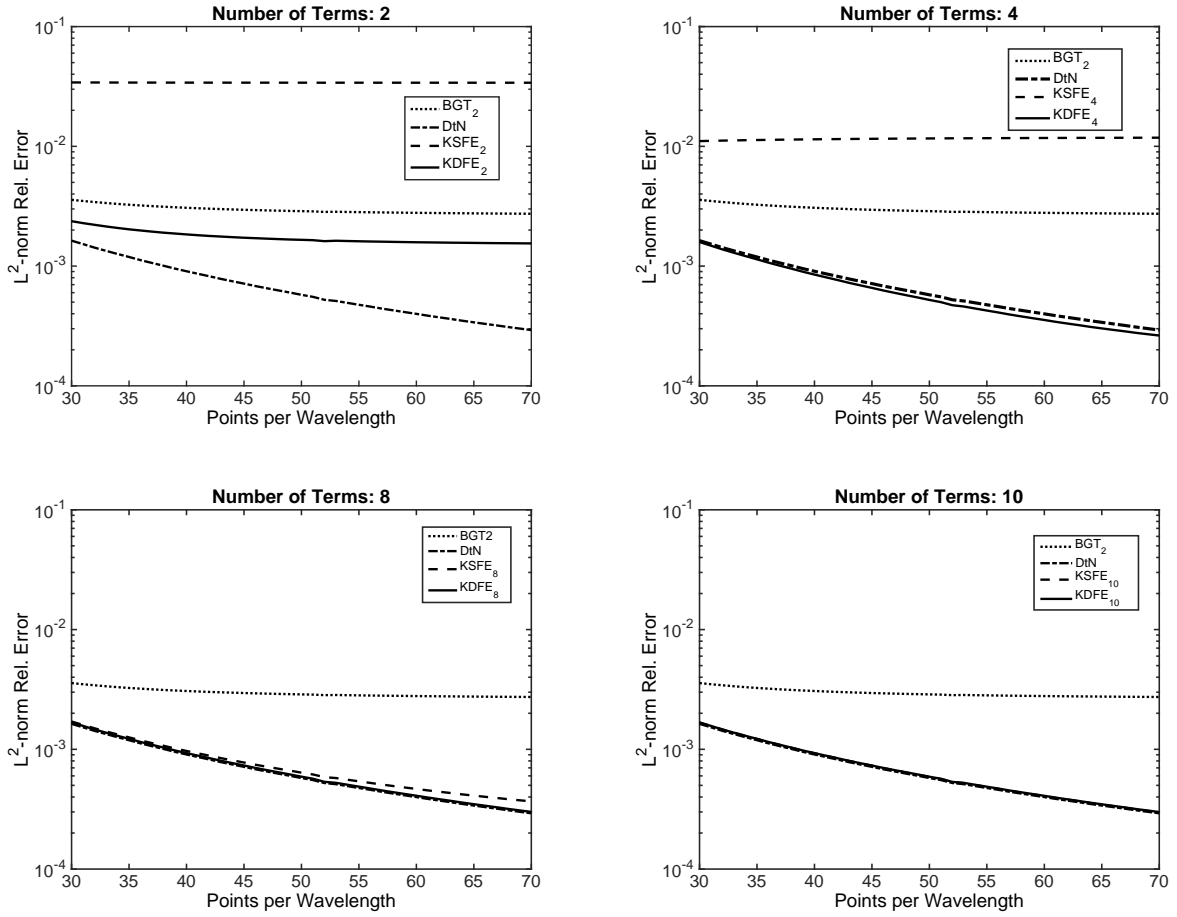 Number of Terms: 2
10^-1
10^-2
10^-3
10^-4
L^2-norm Rel. Error
BGT_2
DtN
KSFE_2
KDFE_2
30 35 40 45 50 55 60 65 70
Points per Wavelength
Number of Terms: 4
10^-1
10^-2
10^-3
10^-4
L^2-norm Rel. Error
BGT_2
DtN
KSFE_4
KDFE_4
30 35 40 45 50 55 60 65 70
Points per Wavelength
Number of Terms: 8
10^-1
10^-2
10^-3
10^-4
L^2-norm Rel. Error
BGT2
DtN
KSFE_8
KDFE_8
30 35 40 45 50 55 60 65 70
Points per Wavelength
Number of Terms: 10
10^-1
10^-2
10^-3
10^-4
L^2-norm Rel. Error
BGT_2
DtN
KSFE_10
KDFE_10
30 35 40 45 50 55 60 65 70
Points per Wavelength